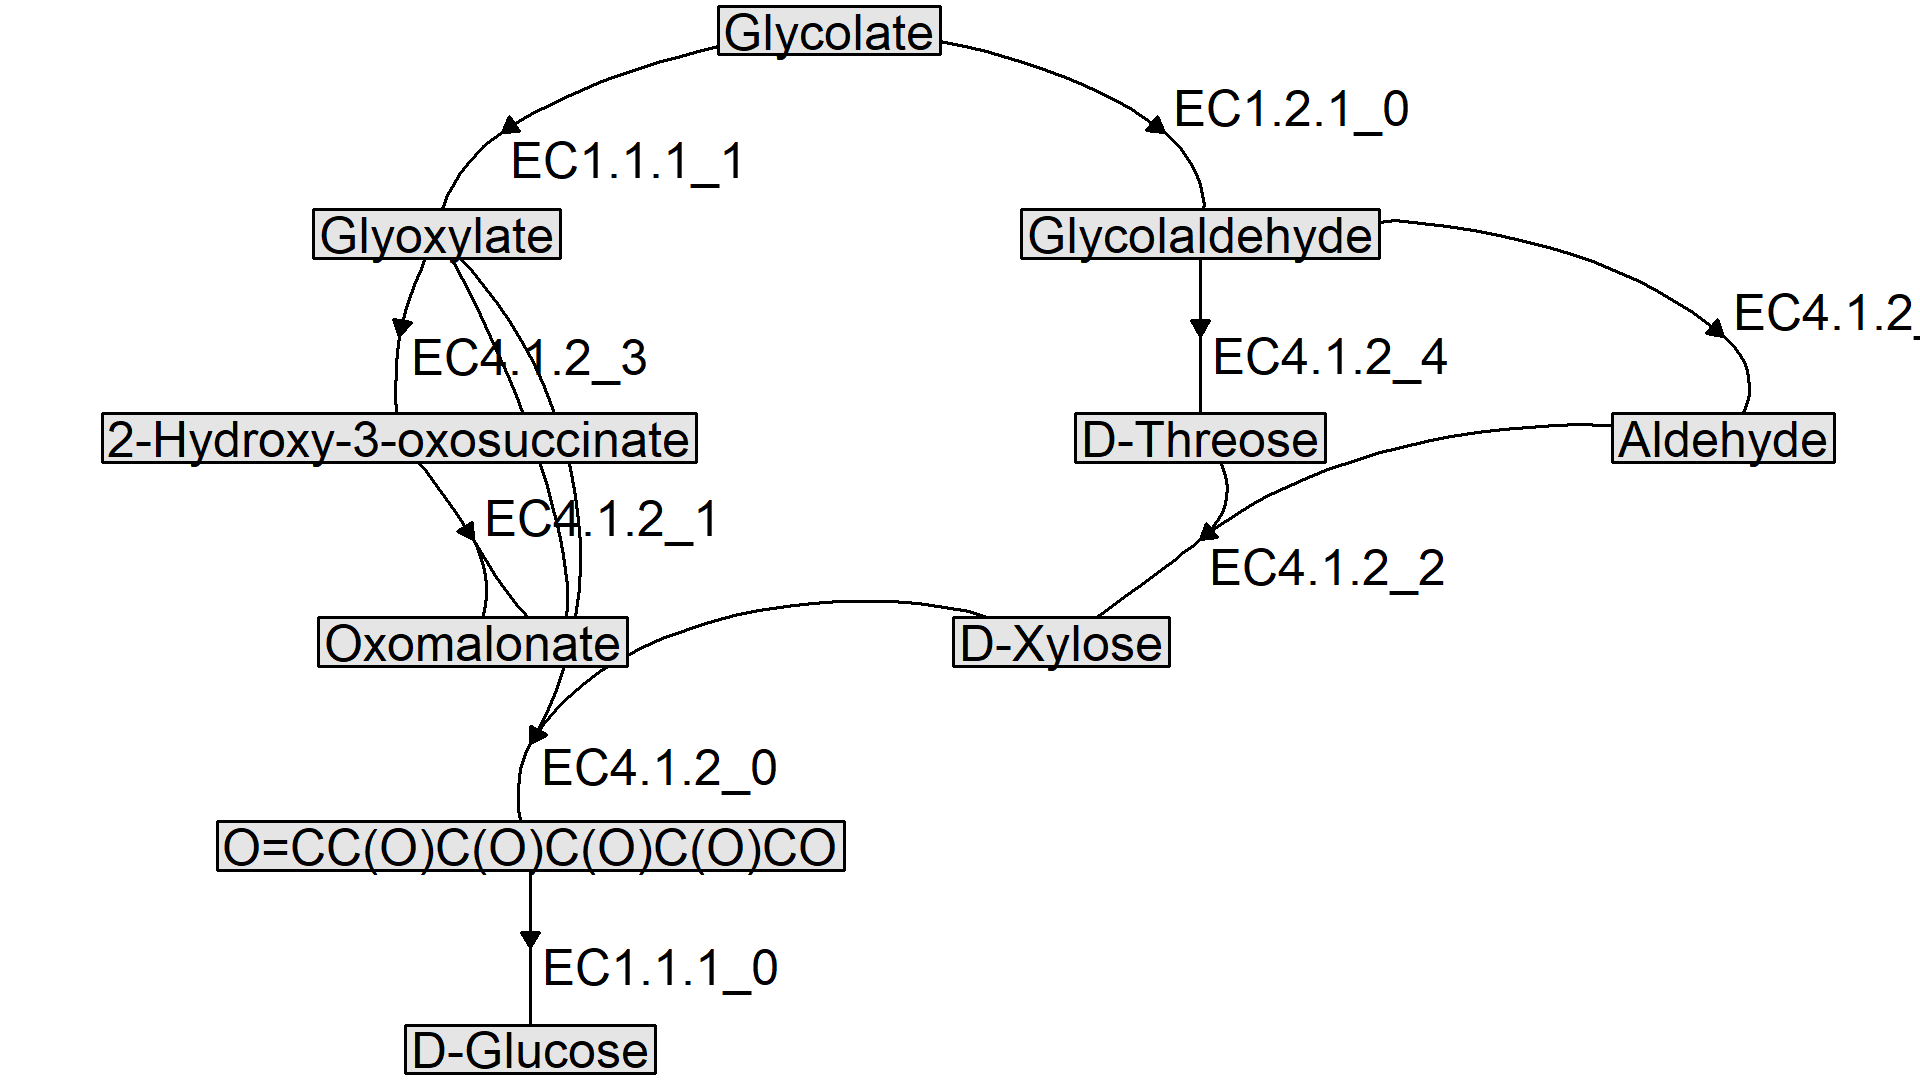 Glycolate
EC1.2.1_0
EC1.1.1_1
Glyoxylate
Glycolaldehyde
EC4.1.2_
EC4.1.2_3
EC4.1.2_4
2-Hydroxy-3-oxosuccinate
D-Threose
Aldehyde
EC4.1.2_1
EC4.1.2_2
Oxomalonate
D-Xylose
EC4.1.2_0
O=CC(O)C(O)C(O)C(O)CO
EC1.1.1_0
D-Glucose